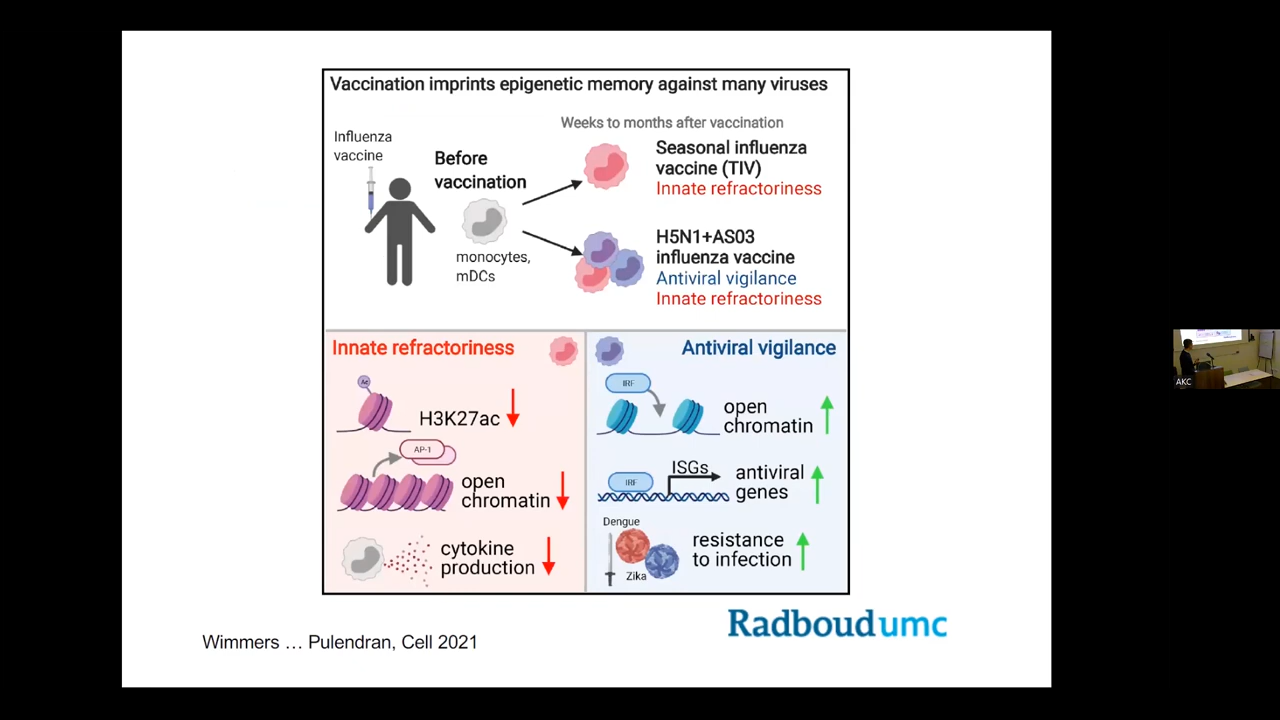 Vaccination imprints epigenetic memory against many viruses
Influenza
vaccine
Before
vaccination
monocytes,
mDCs
Weeks to months after vaccination
Seasonal influenza
vaccine (TIV)
Innate refractoriness
H5N1+AS03
influenza vaccine
Antiviral vigilance
Innate refractoriness
Innate refractoriness
Ac
H3K27ac
AP-1
open
chromatin
cytokine
production
Antiviral vigilance
IRF
open
chromatin
IRF
ISGs
antiviral
genes
Dengue
Zika
resistance
to infection
Radboudumc
Wimmers … Pulendran, Cell 2021
AKC